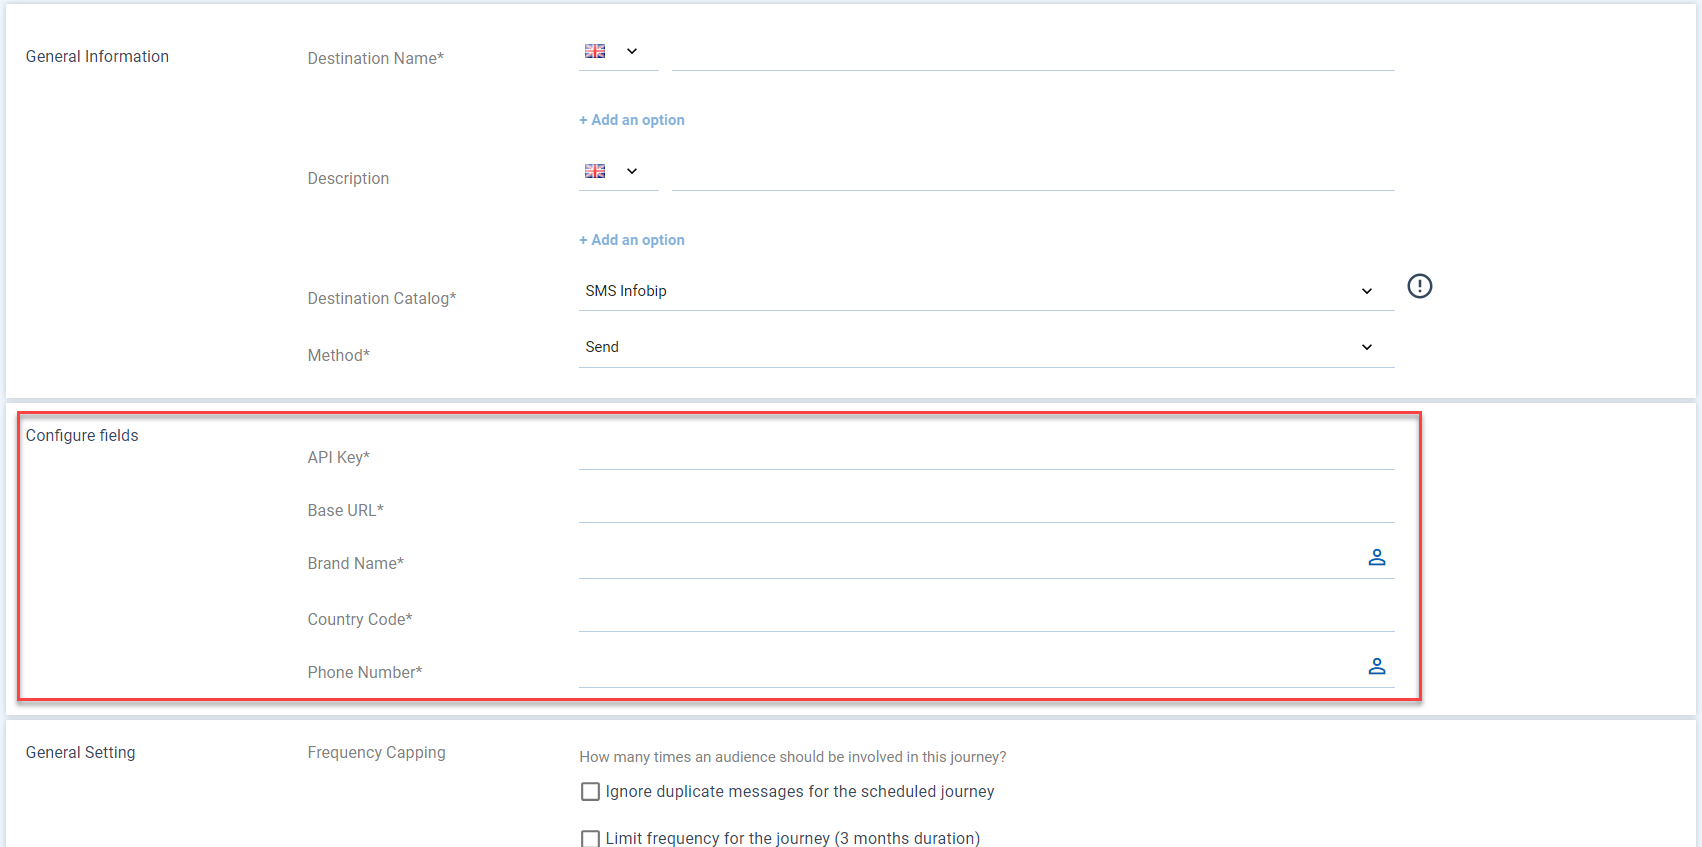 General Information
Destination Name*
+ Add an option
Description
+ Add an option
Destination Catalog*
SMS Infobip
Method*
Send
Configure fields
API Key*
Base URL*
Brand Name*
Country Code*
Phone Number*
General Setting
Frequency Capping
How many times an audience should be involved in this journey?
Ignore duplicate messages for the scheduled journey
Limit frequency for the journey (3 months duration)